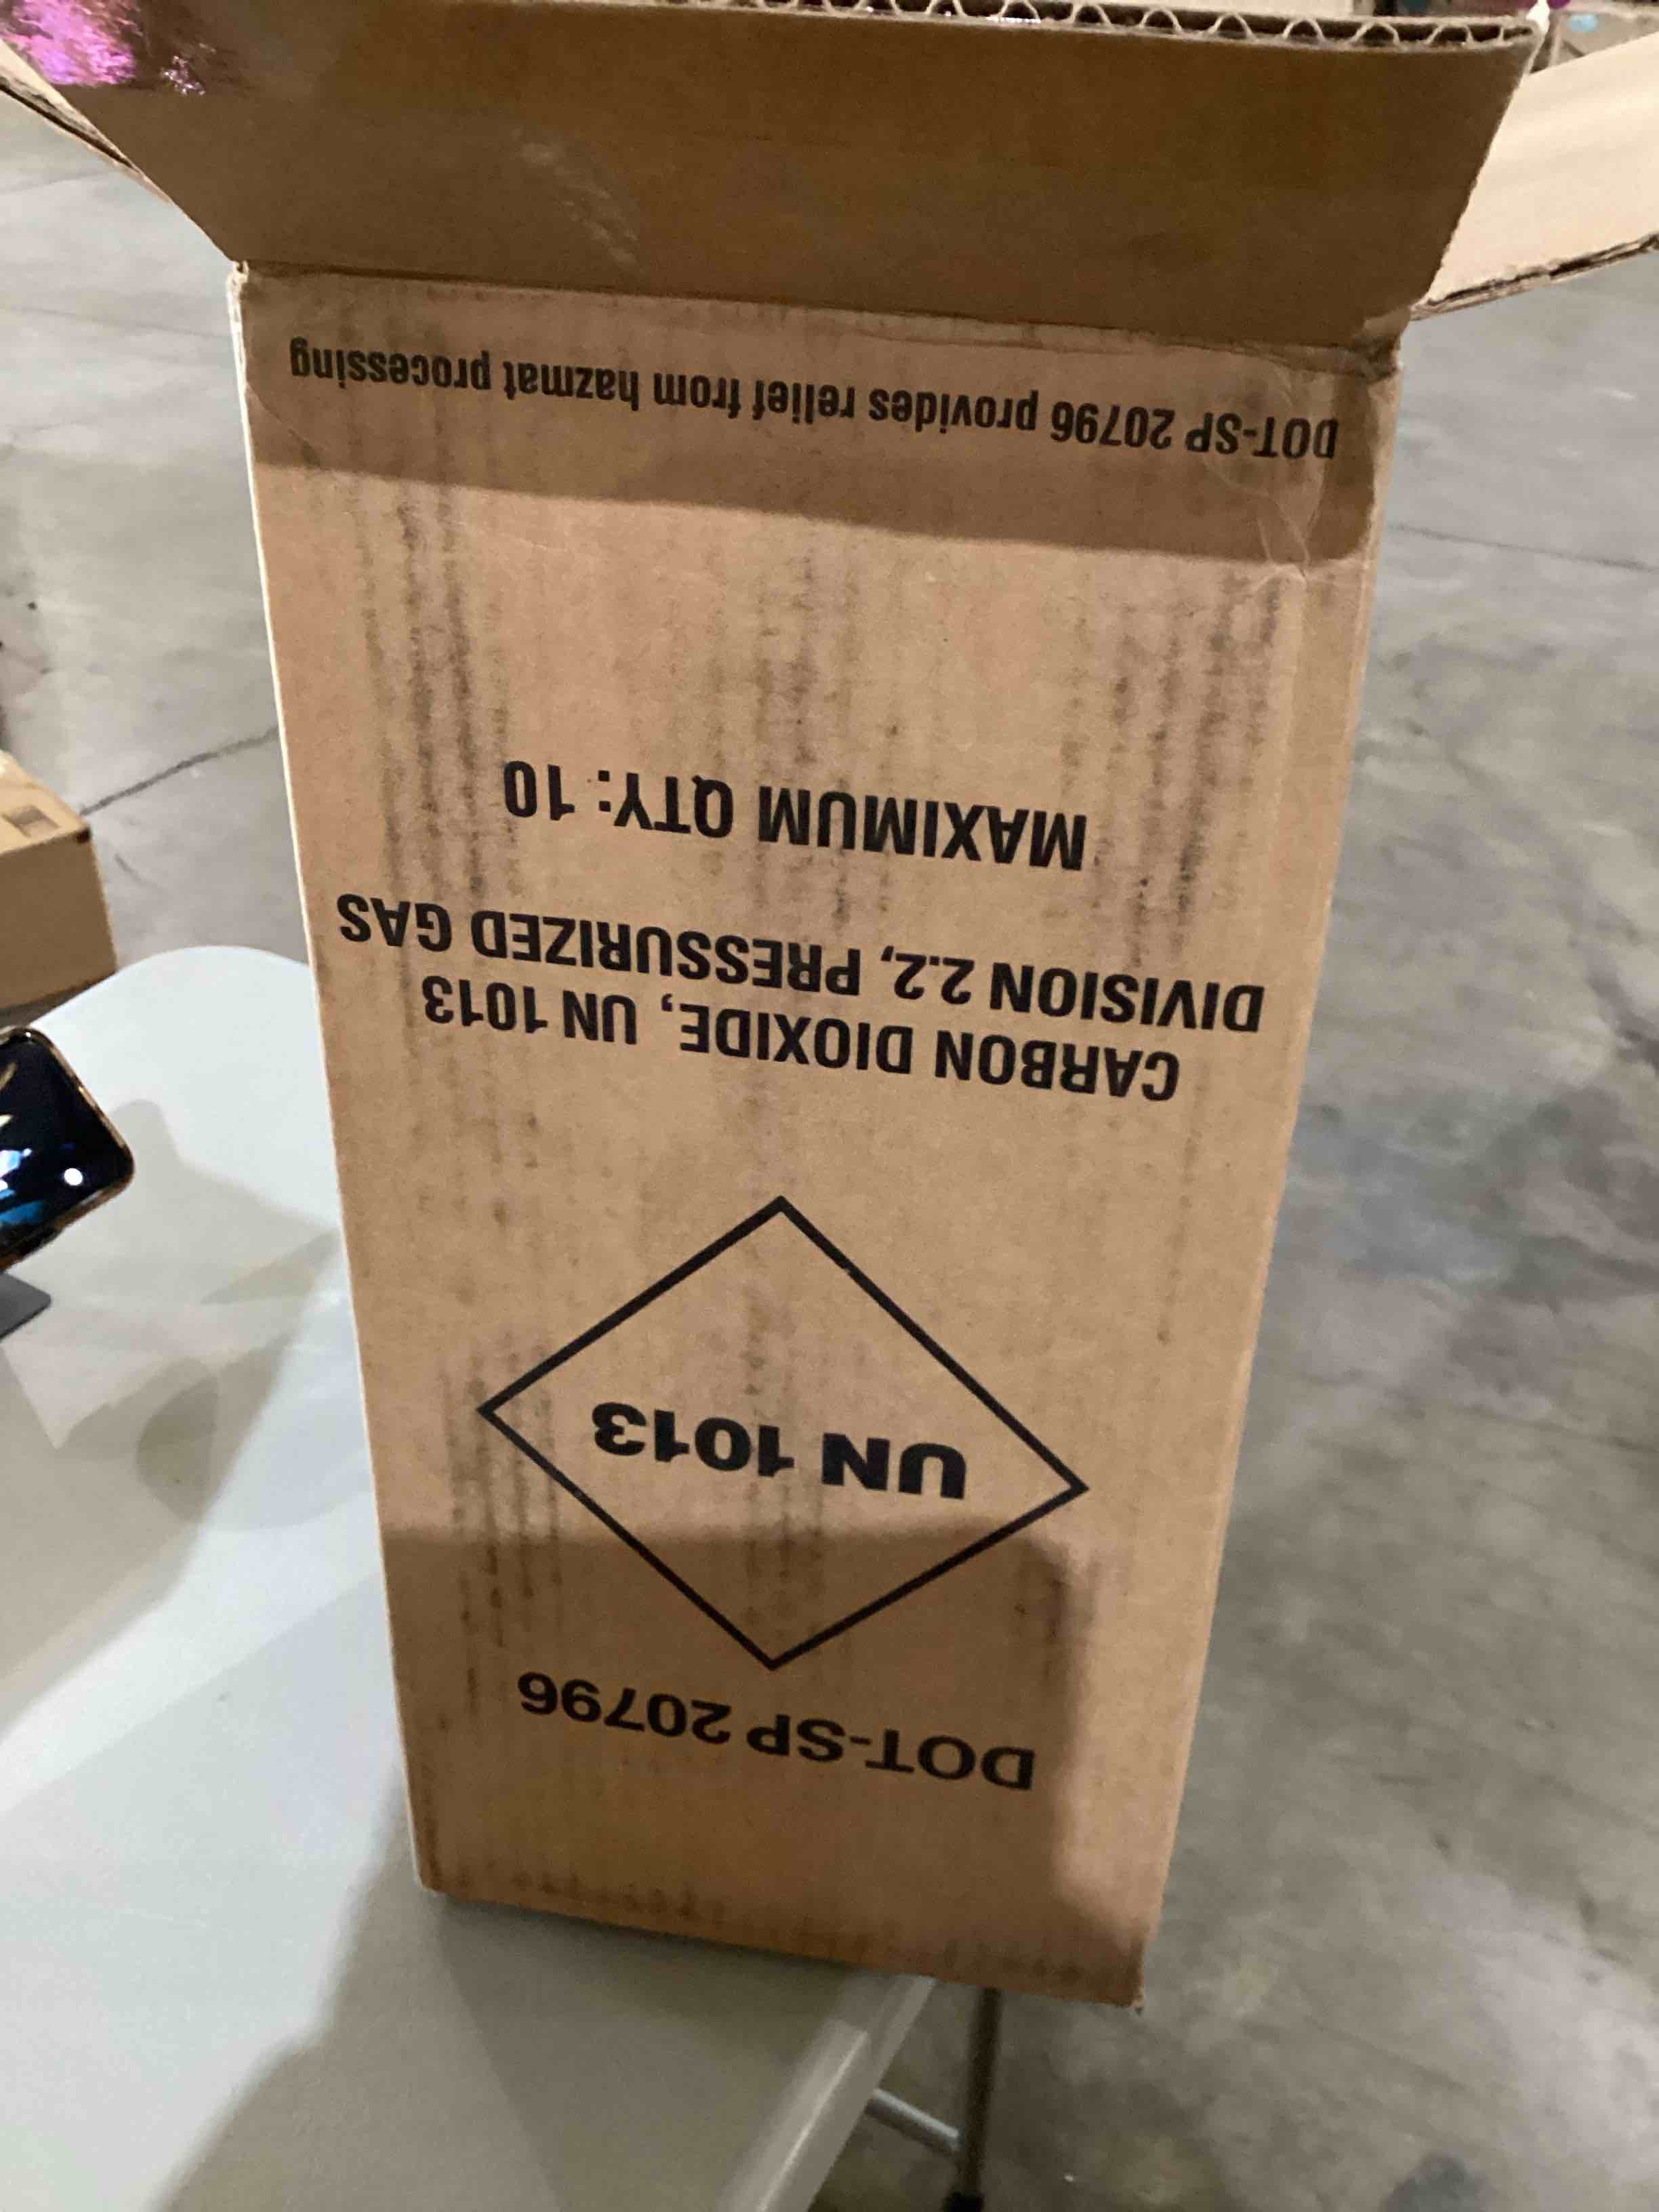 DOT-SP 20796
UN 1013
CARBON DIOXIDE, UN 1013
DIVISION 2.2, PRESSURIZED GAS
MAXIMUM QTY: 10
DOT-SP 20796 provides relief from hazmat processing